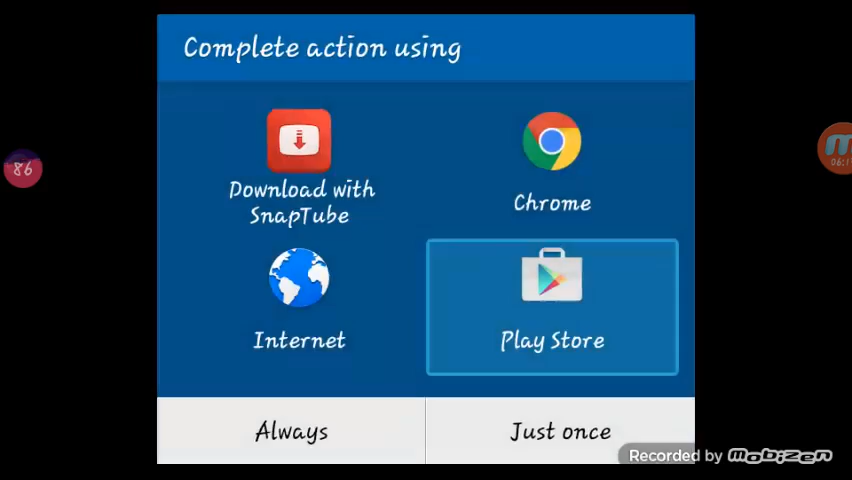 Complete action using
86
Download with
SnapTube
Chrome
Internet
Play Store
Always
Just once
Recorded by Mobizen